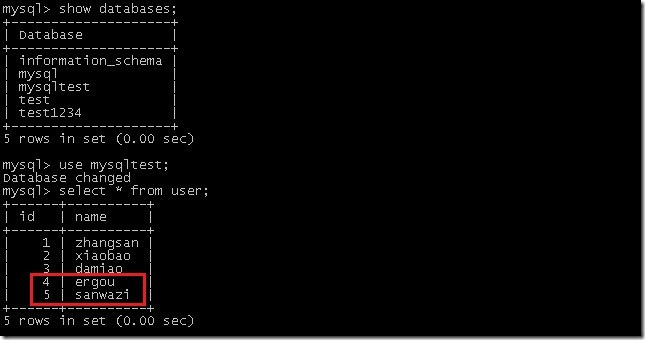 mysql> show databases;
+--------------------+
| Database           |
+--------------------+
| information_schema |
| mysql              |
| mysqltest          |
| test               |
| test1234           |
+--------------------+
5 rows in set (0.00 sec)
mysql> use mysqltest;
Database changed
mysql> select * from user;
+------+----------+
| id   | name     |
+------+----------+
|    1 | zhangsan |
|    2 | xiaobao  |
|    3 | damiao   |
|    4 | ergou    |
|    5 | sanwazi  |
+------+----------+
5 rows in set (0.00 sec)